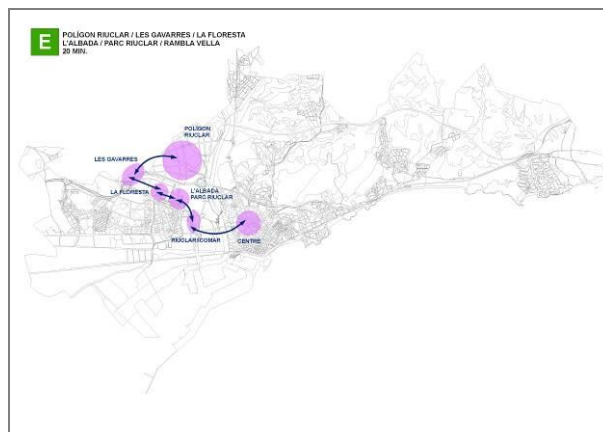 E
POLÍGON RIUCLAR / LES GAVARRES / LA FLORESTA
L'ALBADA / PARC RIUCLAR / RAMBLA VELLA
20 MIN.
POLÍGON
RIUCLAR
LES GAVARRES
LA FLORESTA
L'ALBADA
PARC RIUCLAR
RIUCLAR/ICOMAR
CENTRE